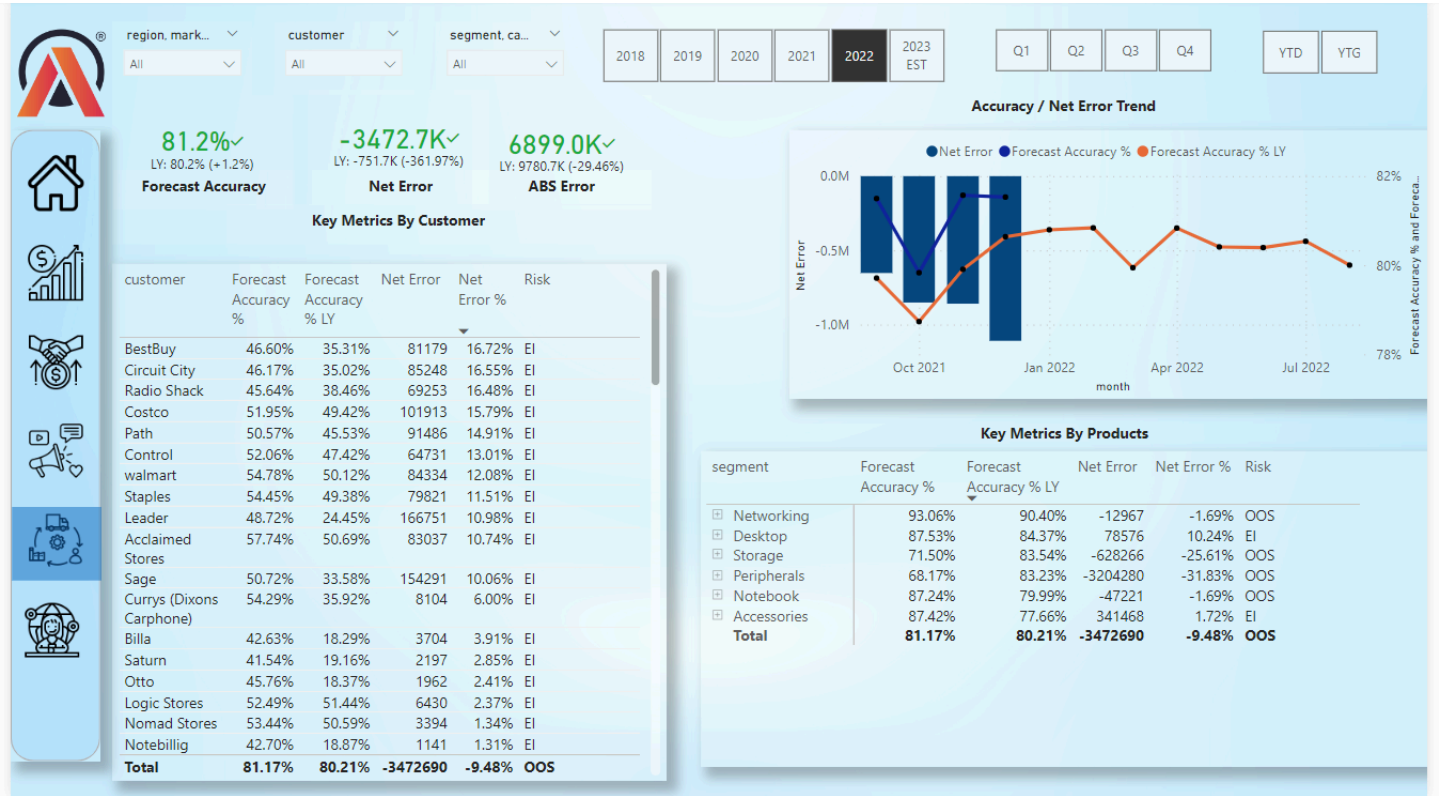 ®
region, mark...
customer
segment, ca...
All
All
All
2018
2019
2020
2021
2022
2023
EST
Q1
Q2
Q3
Q4
YTD
YTG
81.2%
LY: 80.2% (+1.2%)
Forecast Accuracy
-3472.7K
LY: -751.7K (-361.97%)
Net Error
6899.0K
LY: 9780.7K (-29.46%)
ABS Error
Key Metrics By Customer
customer Forecast Accuracy % Forecast Accuracy % LY Net Error Net Error % Risk
BestBuy 46.60% 35.31% 81179 16.72% EI
Circuit City 46.17% 35.02% 85248 16.55% EI
Radio Shack 45.64% 38.46% 69253 16.48% EI
Costco 51.95% 49.42% 101913 15.79% EI
Path 50.57% 45.53% 91486 14.91% EI
Control 52.06% 47.42% 64731 13.01% EI
walmart 54.78% 50.12% 84334 12.08% EI
Staples 54.45% 49.38% 79821 11.51% EI
Leader 48.72% 24.45% 166751 10.98% EI
Acclaimed Stores 57.74% 50.69% 83037 10.74% EI
Sage 50.72% 33.58% 154291 10.06% EI
Currys (Dixons Carphone) 54.29% 35.92% 8104 6.00% EI
Billa 42.63% 18.29% 3704 3.91% EI
Saturn 41.54% 19.16% 2197 2.85% EI
Otto 45.76% 18.37% 1962 2.41% EI
Logic Stores 52.49% 51.44% 6430 2.37% EI
Nomad Stores 53.44% 50.59% 3394 1.34% EI
Notebillig 42.70% 18.87% 1141 1.31% EI
Total 81.17% 80.21% -3472690 -9.48% OOS
Accuracy / Net Error Trend
Net Error Forecast Accuracy % Forecast Accuracy % LY
0.0M
-0.5M
-1.0M
Net Error
82%
80%
78%
Forecast Accuracy % and Foreca...
Oct 2021
Jan 2022
Apr 2022
Jul 2022
month
Key Metrics By Products
segment Forecast Accuracy % Forecast Accuracy % LY Net Error Net Error % Risk
Networking 93.06% 90.40% -12967 -1.69% OOS
Desktop 87.53% 84.37% 78576 10.24% EI
Storage 71.50% 83.54% -628266 -25.61% OOS
Peripherals 68.17% 83.23% -3204280 -31.83% OOS
Notebook 87.24% 79.99% -47221 -1.69% OOS
Accessories 87.42% 77.66% 341468 1.72% EI
Total 81.17% 80.21% -3472690 -9.48% OOS